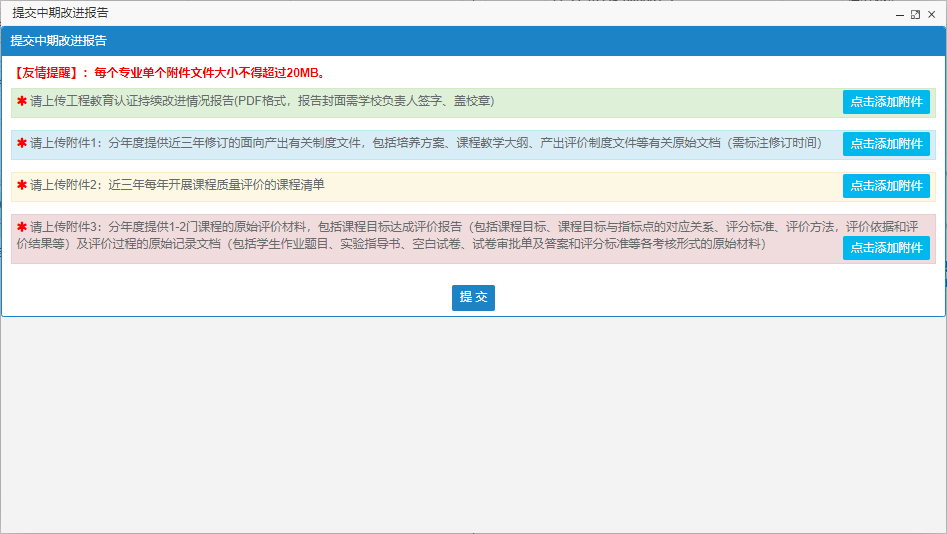 提交中期改进报告
提交中期改进报告
【友情提醒】：每个专业单个附件文件大小不得超过20MB。
✱ 请上传工程教育认证持续改进情况报告(PDF格式，报告封面需学校负责人签字、盖校章)
点击添加附件
✱ 请上传附件1：分年度提供近三年修订的面向产出有关制度文件，包括培养方案、课程教学大纲、产出评价制度文件等有关原始文档（需标注修订时间）
点击添加附件
✱ 请上传附件2：近三年每年开展课程质量评价的课程清单
点击添加附件
✱ 请上传附件3：分年度提供1-2门课程的原始评价材料，包括课程目标达成评价报告（包括课程目标、课程目标与指标点的对应关系、评分标准、评价方法，评价依据和评
价结果等）及评价过程的原始记录文档（包括学生作业题目、实验指导书、空白试卷、试卷审批单及答案和评分标准等各考核形式的原始材料）
点击添加附件
提 交